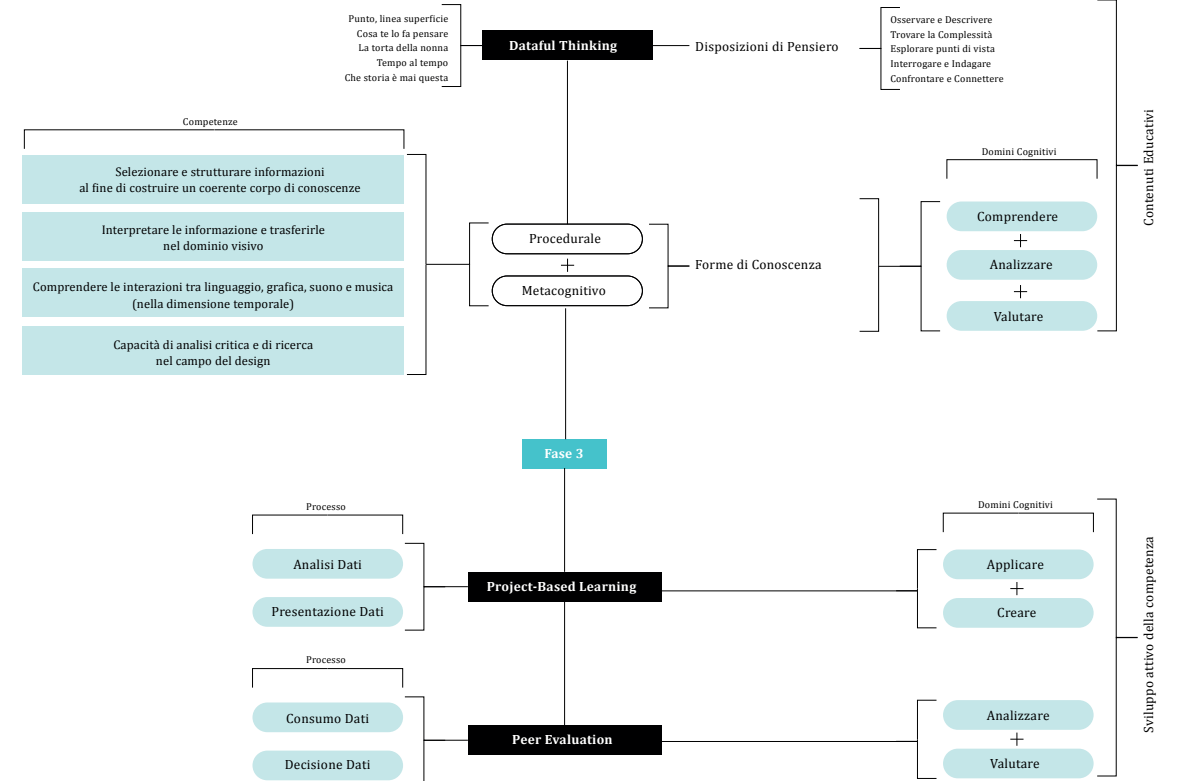 Punto, linea superficie
Cosa te lo fa pensare
La torta della nonna
Tempo al tempo
Che storia è mai questa
Dataful Thinking
Disposizioni di Pensiero
Osservare e Descrivere
Trovare la Complessità
Esplorare punti di vista
Interrogare e Indagare
Confrontare e Connettere
Contenuti Educativi
Competenze
Selezionare e strutturare informazioni
al fine di costruire un coerente corpo di conoscenze
Interpretare le informazione e trasferirle
nel dominio visivo
Comprendere le interazioni tra linguaggio, grafica, suono e musica
(nella dimensione temporale)
Capacità di analisi critica e di ricerca
nel campo del design
Procedurale
+
Metacognitivo
Forme di Conoscenza
Domini Cognitivi
Comprendere
+
Analizzare
+
Valutare
Fase 3
Processo
Analisi Dati
Presentazione Dati
Project-Based Learning
Domini Cognitivi
Applicare
+
Creare
Sviluppo attivo della competenza
Processo
Consumo Dati
Decisione Dati
Peer Evaluation
Analizzare
+
Valutare